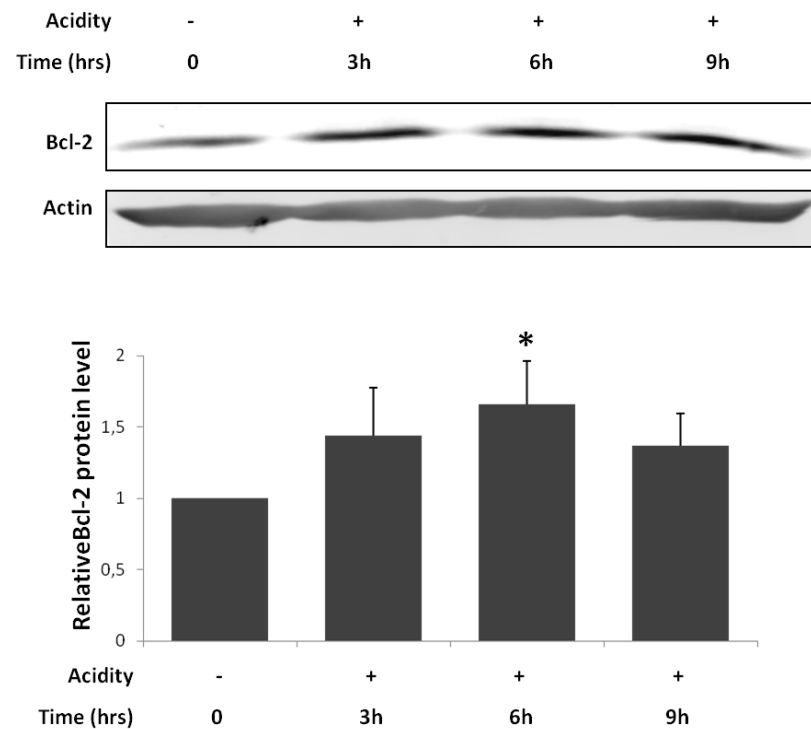 Acidity - + + +
Time (hrs) 0 3h 6h 9h
Bcl-2
Actin
RelativeBcl-2 protein level
*
2
1,5
1
0,5
0
Acidity - + + +
Time (hrs) 0 3h 6h 9h